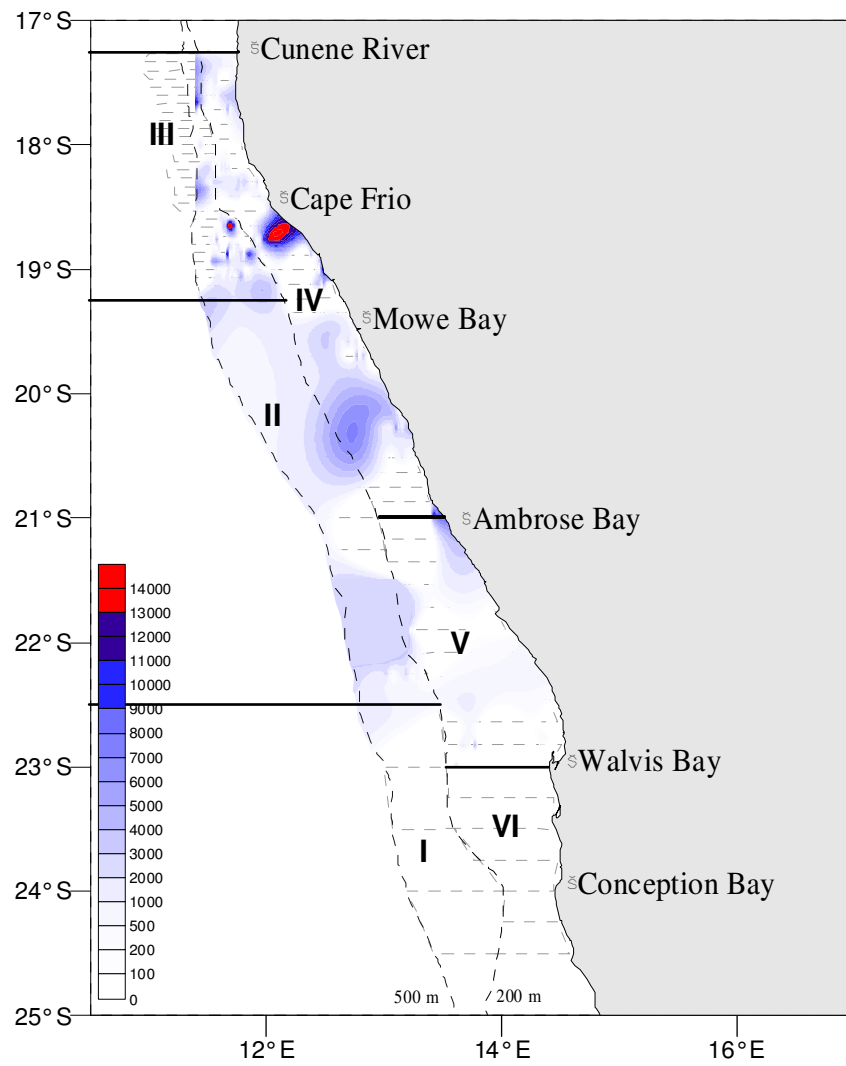 17°S
š Cunene River
III
18°S
š Cape Frio
19°S
IV
š Mowe Bay
20°S
II
21°S
š Ambrose Bay
14000
13000
12000
11000
10000
9000
8000
7000
6000
5000
4000
3000
2000
1000
500
200
100
0
22°S
V
23°S
š Walvis Bay
VI
I
24°S
š Conception Bay
500 m
200 m
25°S
12°E
14°E
16°E